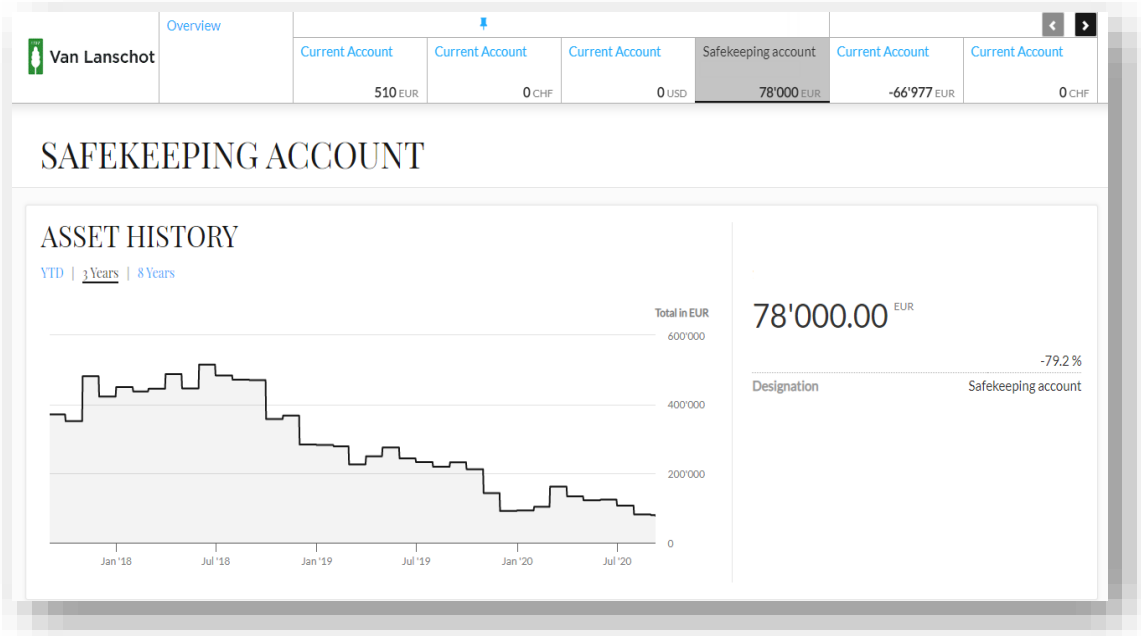 Van Lanschot
Overview
Current Account
510 EUR
Current Account
0 CHF
Current Account
0 USD
Safekeeping account
78'000 EUR
Current Account
-66'977 EUR
Current Account
0 CHF
SAFEKEEPING ACCOUNT
ASSET HISTORY
YTD | 3 Years | 8 Years
Total in EUR
600'000
400'000
200'000
0
Jan '18 Jul '18 Jan '19 Jul '19 Jan '20 Jul '20
78'000.00 EUR
-79.2 %
Designation Safekeeping account